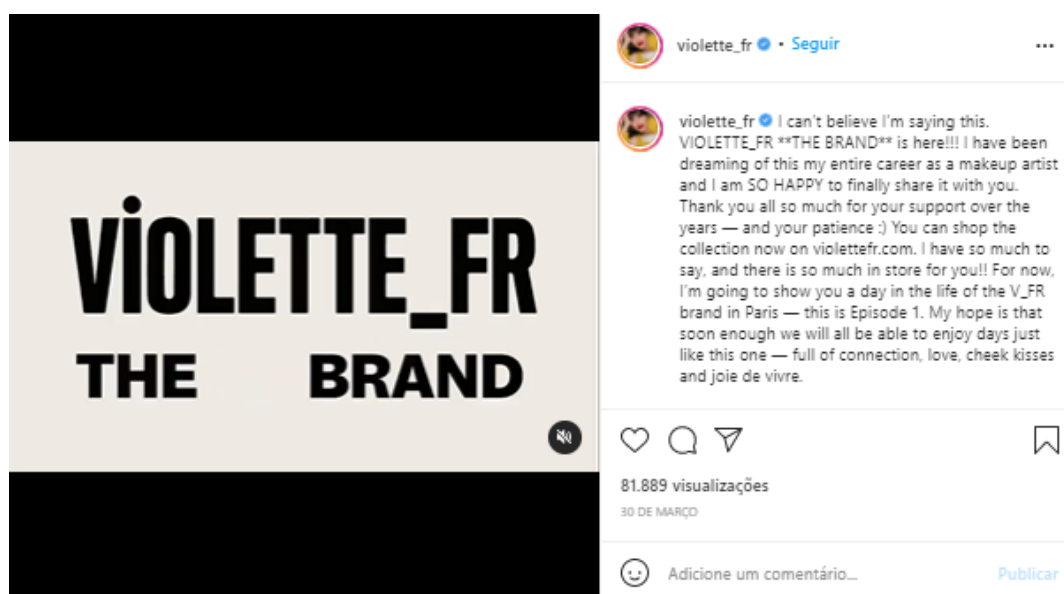 VIOLETTE_FR
THE BRAND
violette_fr • Seguir
violette_fr I can't believe I'm saying this.
VIOLETTE_FR **THE BRAND** is here!!! I have been
dreaming of this my entire career as a makeup artist
and I am SO HAPPY to finally share it with you.
Thank you all so much for your support over the
years — and your patience :) You can shop the
collection now on violettefr.com. I have so much to
say, and there is so much in store for you!! For now,
I'm going to show you a day in the life of the V_FR
brand in Paris — this is Episode 1. My hope is that
soon enough we will all be able to enjoy days just
like this one — full of connection, love, cheek kisses
and joie de vivre.
81.889 visualizações
30 DE MARÇO
Adicione um comentário... Publicar